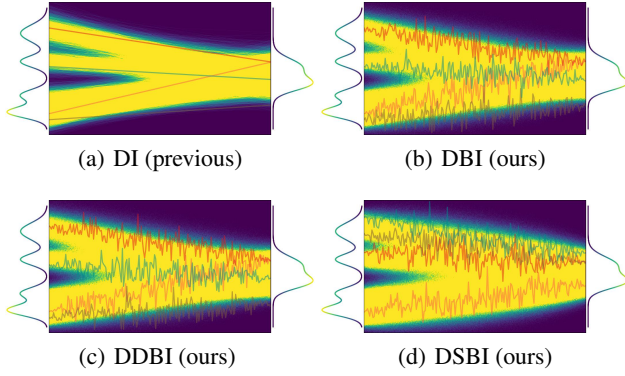 (a) DI (previous)
(b) DBI (ours)
(c) DDBI (ours)
(d) DSBI (ours)